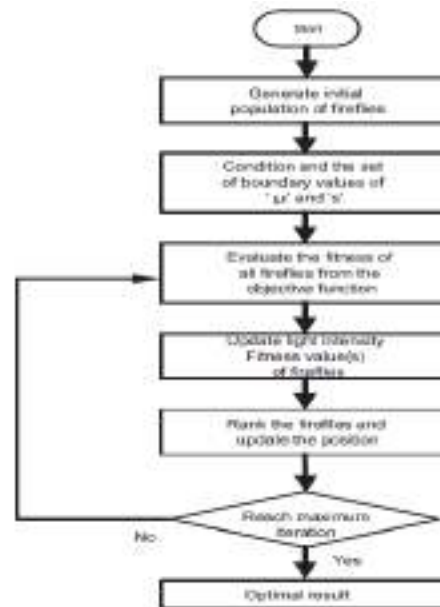 Start
Generate initial
population of fireflies
Condition and the set
of boundary values of
'μ' and 's'
Evaluate the fitness of
all fireflies from the
objective function
Update light intensity
Fitness value(s)
of fireflies
Rank the fireflies and
update the position
Reach maximum
iteration
No
Yes
Optimal result